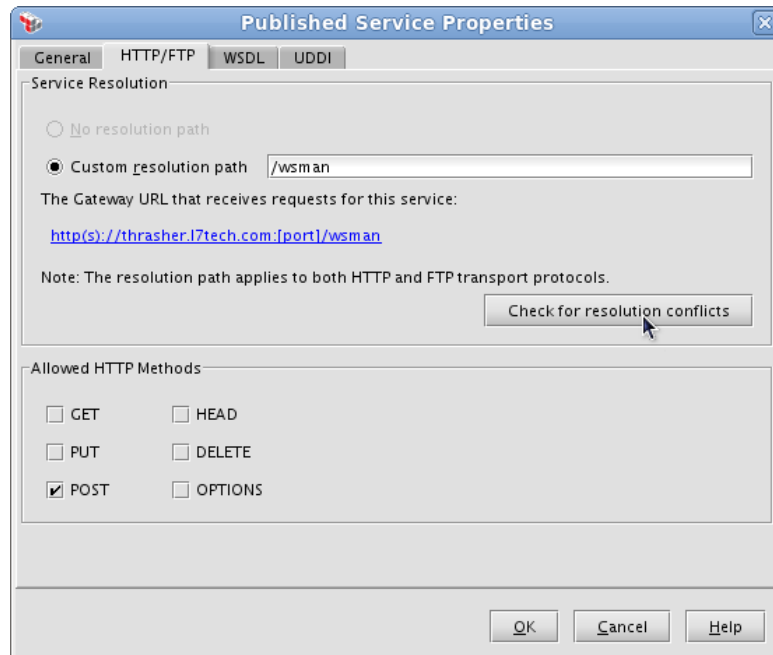 Published Service Properties
General HTTP/FTP WSDL UDDI
Service Resolution
No resolution path
Custom resolution path /wsman
The Gateway URL that receives requests for this service:
http(s)://thrasher.l7tech.com:[port]/wsman
Note: The resolution path applies to both HTTP and FTP transport protocols.
Check for resolution conflicts
Allowed HTTP Methods
GET HEAD
PUT DELETE
POST OPTIONS
OK Cancel Help